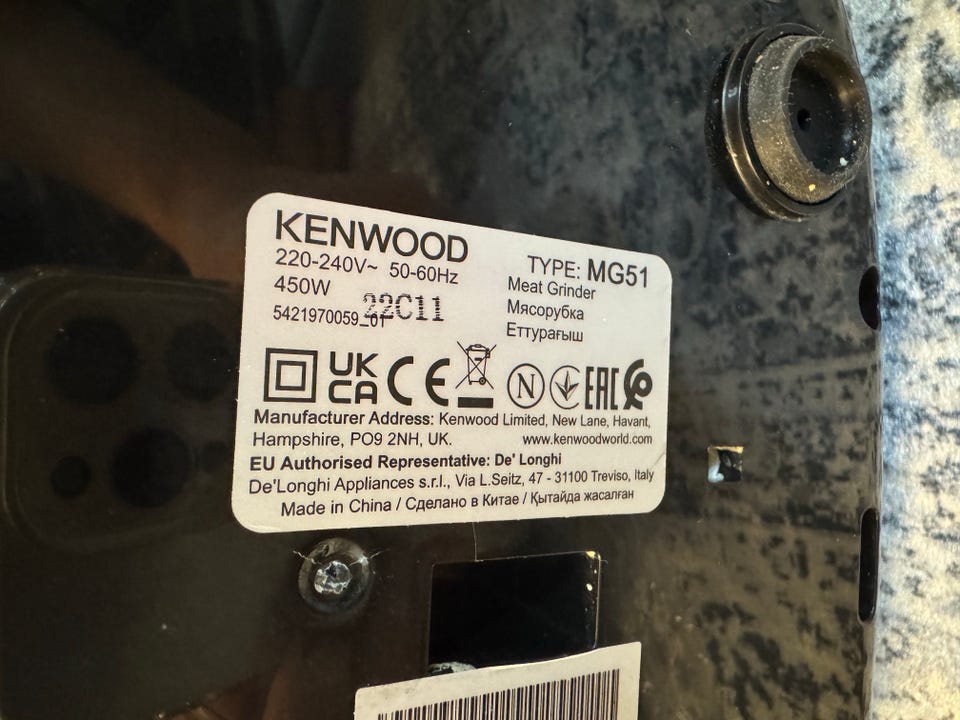 KENWOOD
220-240V~ 50-60Hz
450W
22C11
5421970059_01
TYPE: MG51
Meat Grinder
Мясорубка
Еттурағыш
UK
CA
CE
N
EAC
Manufacturer Address: Kenwood Limited, New Lane, Havant,
Hampshire, PO9 2NH, UK. www.kenwoodworld.com
EU Authorised Representative: De' Longhi
De'Longhi Appliances s.r.l., Via L.Seitz, 47 - 31100 Treviso, Italy
Made in China / Сделано в Китае / Қытайда жасалған